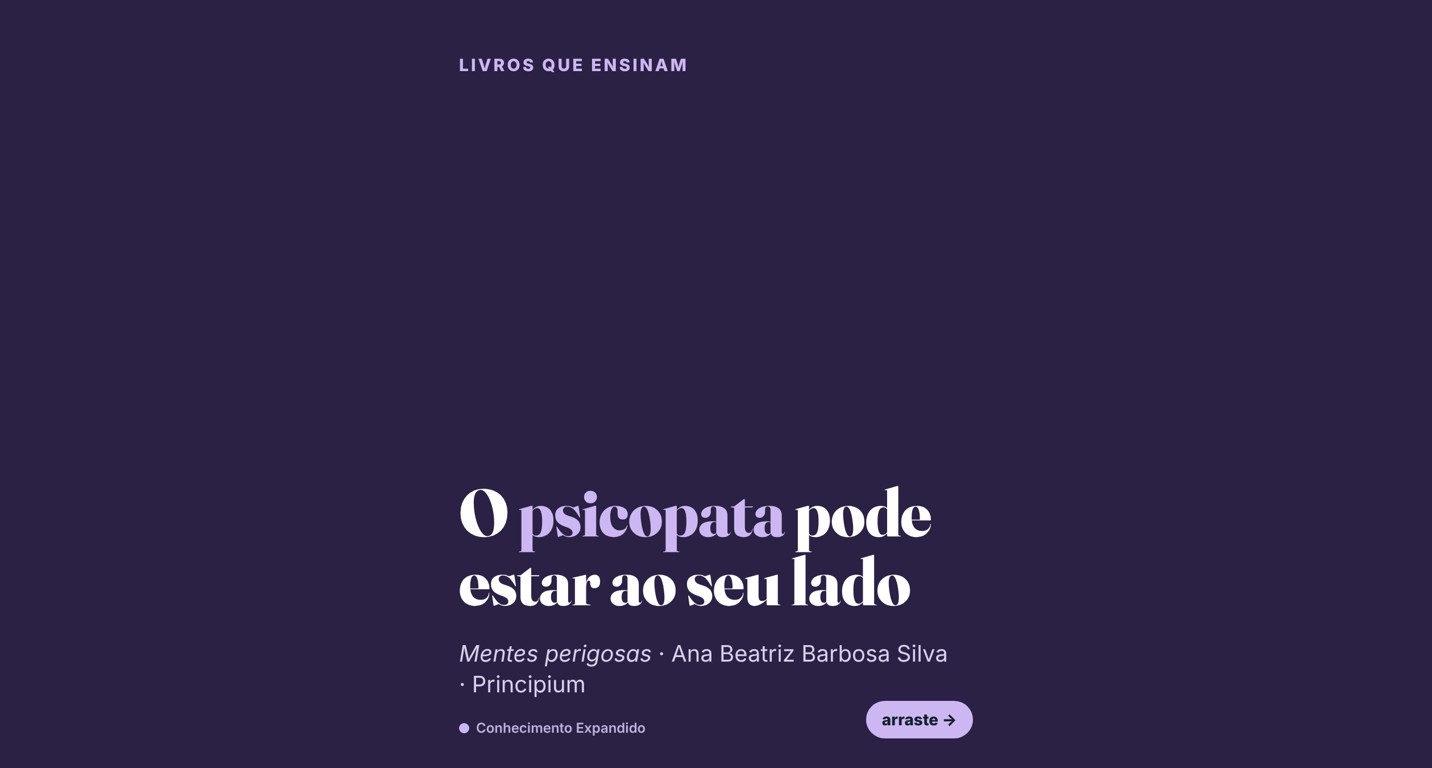 LIVROS QUE ENSINAM
O psicopata pode
estar ao seu lado
Mentes perigosas · Ana Beatriz Barbosa Silva
· Principium
Conhecimento Expandido
arraste →